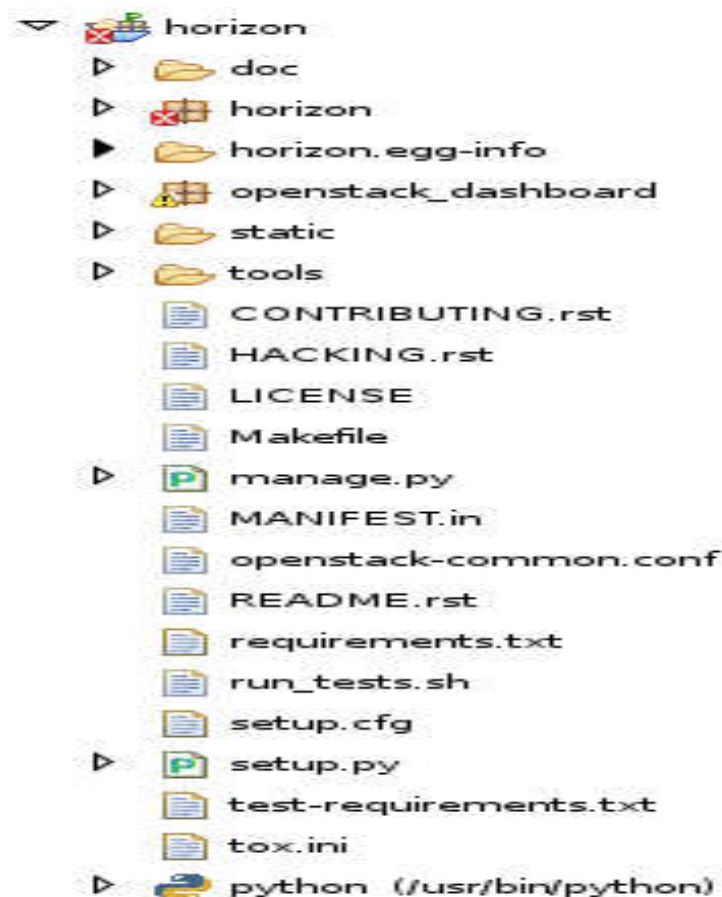 horizon
doc
horizon
horizon.egg-info
openstack_dashboard
static
tools
CONTRIBUTING.rst
HACKING.rst
LICENSE
Makefile
manage.py
MANIFEST.in
openstack-common.conf
README.rst
requirements.txt
run_tests.sh
setup.cfg
setup.py
test-requirements.txt
tox.ini
python (/usr/bin/python)